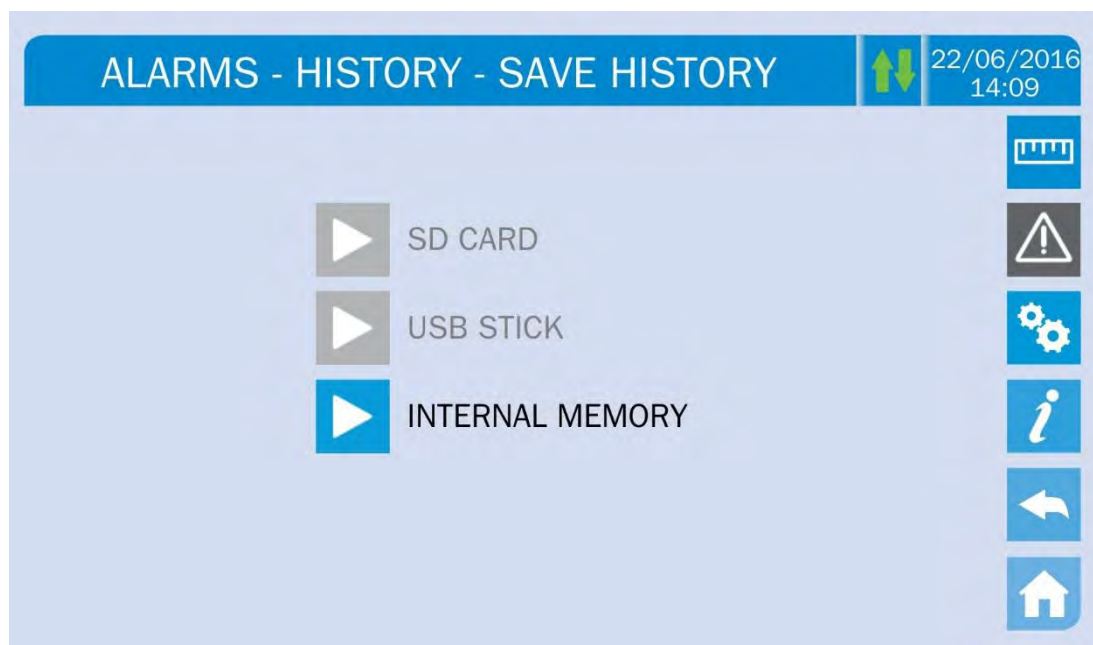 ALARMS - HISTORY - SAVE HISTORY
22/06/2016
14:09
SD CARD
USB STICK
INTERNAL MEMORY